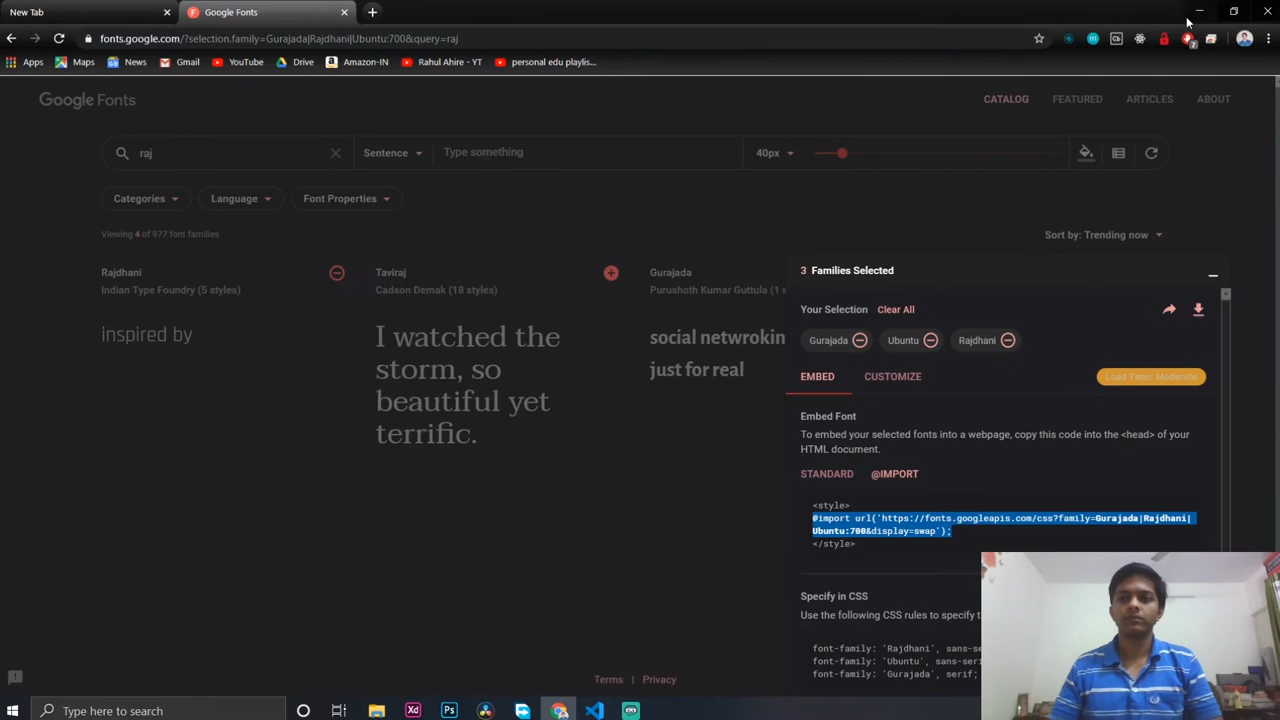 New Tab
Google Fonts
fonts.google.com/?selection.family=Gurajada|Rajdhani|Ubuntu:700&query=raj
7
Apps
Maps
News
Gmail
YouTube
Drive
Amazon-IN
Rahul Ahire - YT
personal edu playlis...
Google Fonts
CATALOG
FEATURED
ARTICLES
ABOUT
raj
Sentence
Type something
40px
Categories
Language
Font Properties
Viewing 4 of 977 font families
Sort by: Trending now
Rajdhani
Indian Type Foundry (5 styles)
inspired by
Taviraj
Cadson Demak (18 styles)
I watched the
storm, so
beautiful yet
terrific.
Gurajada
Purushoth Kumar Guttula (1 s
social netwrokin
just for real
3 Families Selected
Your Selection
Clear All
Gurajada
Ubuntu
Rajdhani
EMBED
CUSTOMIZE
Load Time: Moderate
Embed Font
To embed your selected fonts into a webpage, copy this code into the <head> of your
HTML document.
STANDARD
@IMPORT
<style>
@import url('https://fonts.googleapis.com/css?family=Gurajada|Rajdhani|
Ubuntu:700&display=swap');
</style>
Specify in CSS
Use the following CSS rules to specify t
font-family: 'Rajdhani', sans-se
font-family: 'Ubuntu', sans-seri
font-family: 'Gurajada', serif;
Terms | Privacy
Type here to search
Xd
Ps